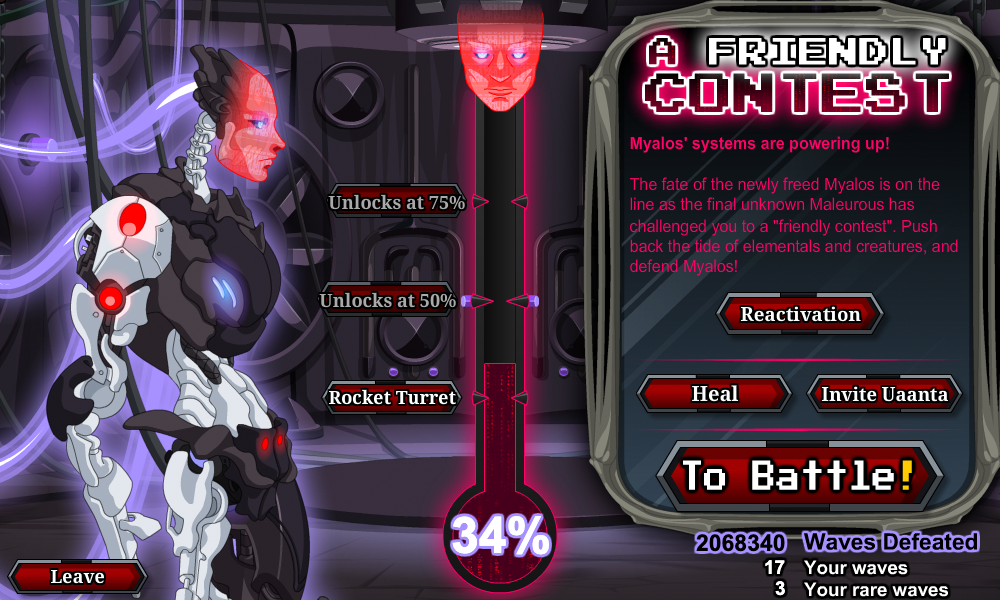 A FRIENDLY
CONTEST
Myalos' systems are powering up!
The fate of the newly freed Myalos is on the
line as the final unknown Maleurous has
challenged you to a "friendly contest". Push
back the tide of elementals and creatures, and
defend Myalos!
Unlocks at 75%
Unlocks at 50%
Reactivation
Rocket Turret
Heal
Invite Uaanta
To Battle!
34%
2068340 Waves Defeated
17 Your waves
3 Your rare waves
Leave